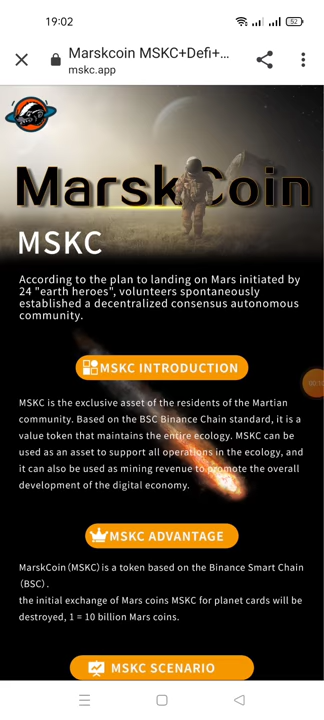 19:02
52
Marskcoin MSKC+Defi+...
mskc.app
MarskCoin
MSKC
According to the plan to landing on Mars initiated by
24 "earth heroes", volunteers spontaneously
established a decentralized consensus autonomous
community.
MSKC INTRODUCTION
MSKC is the exclusive asset of the residents of the Martian
community. Based on the BSC Binance Chain standard, it is a
value token that maintains the entire ecology. MSKC can be
used as an asset to support all operations in the ecology, and
it can also be used as mining revenue to promote the overall
development of the digital economy.
MSKC ADVANTAGE
MarskCoin(MSKC)is a token based on the Binance Smart Chain
(BSC).
the initial exchange of Mars coins MSKC for planet cards will be
destroyed, 1 = 10 billion Mars coins.
MSKC SCENARIO